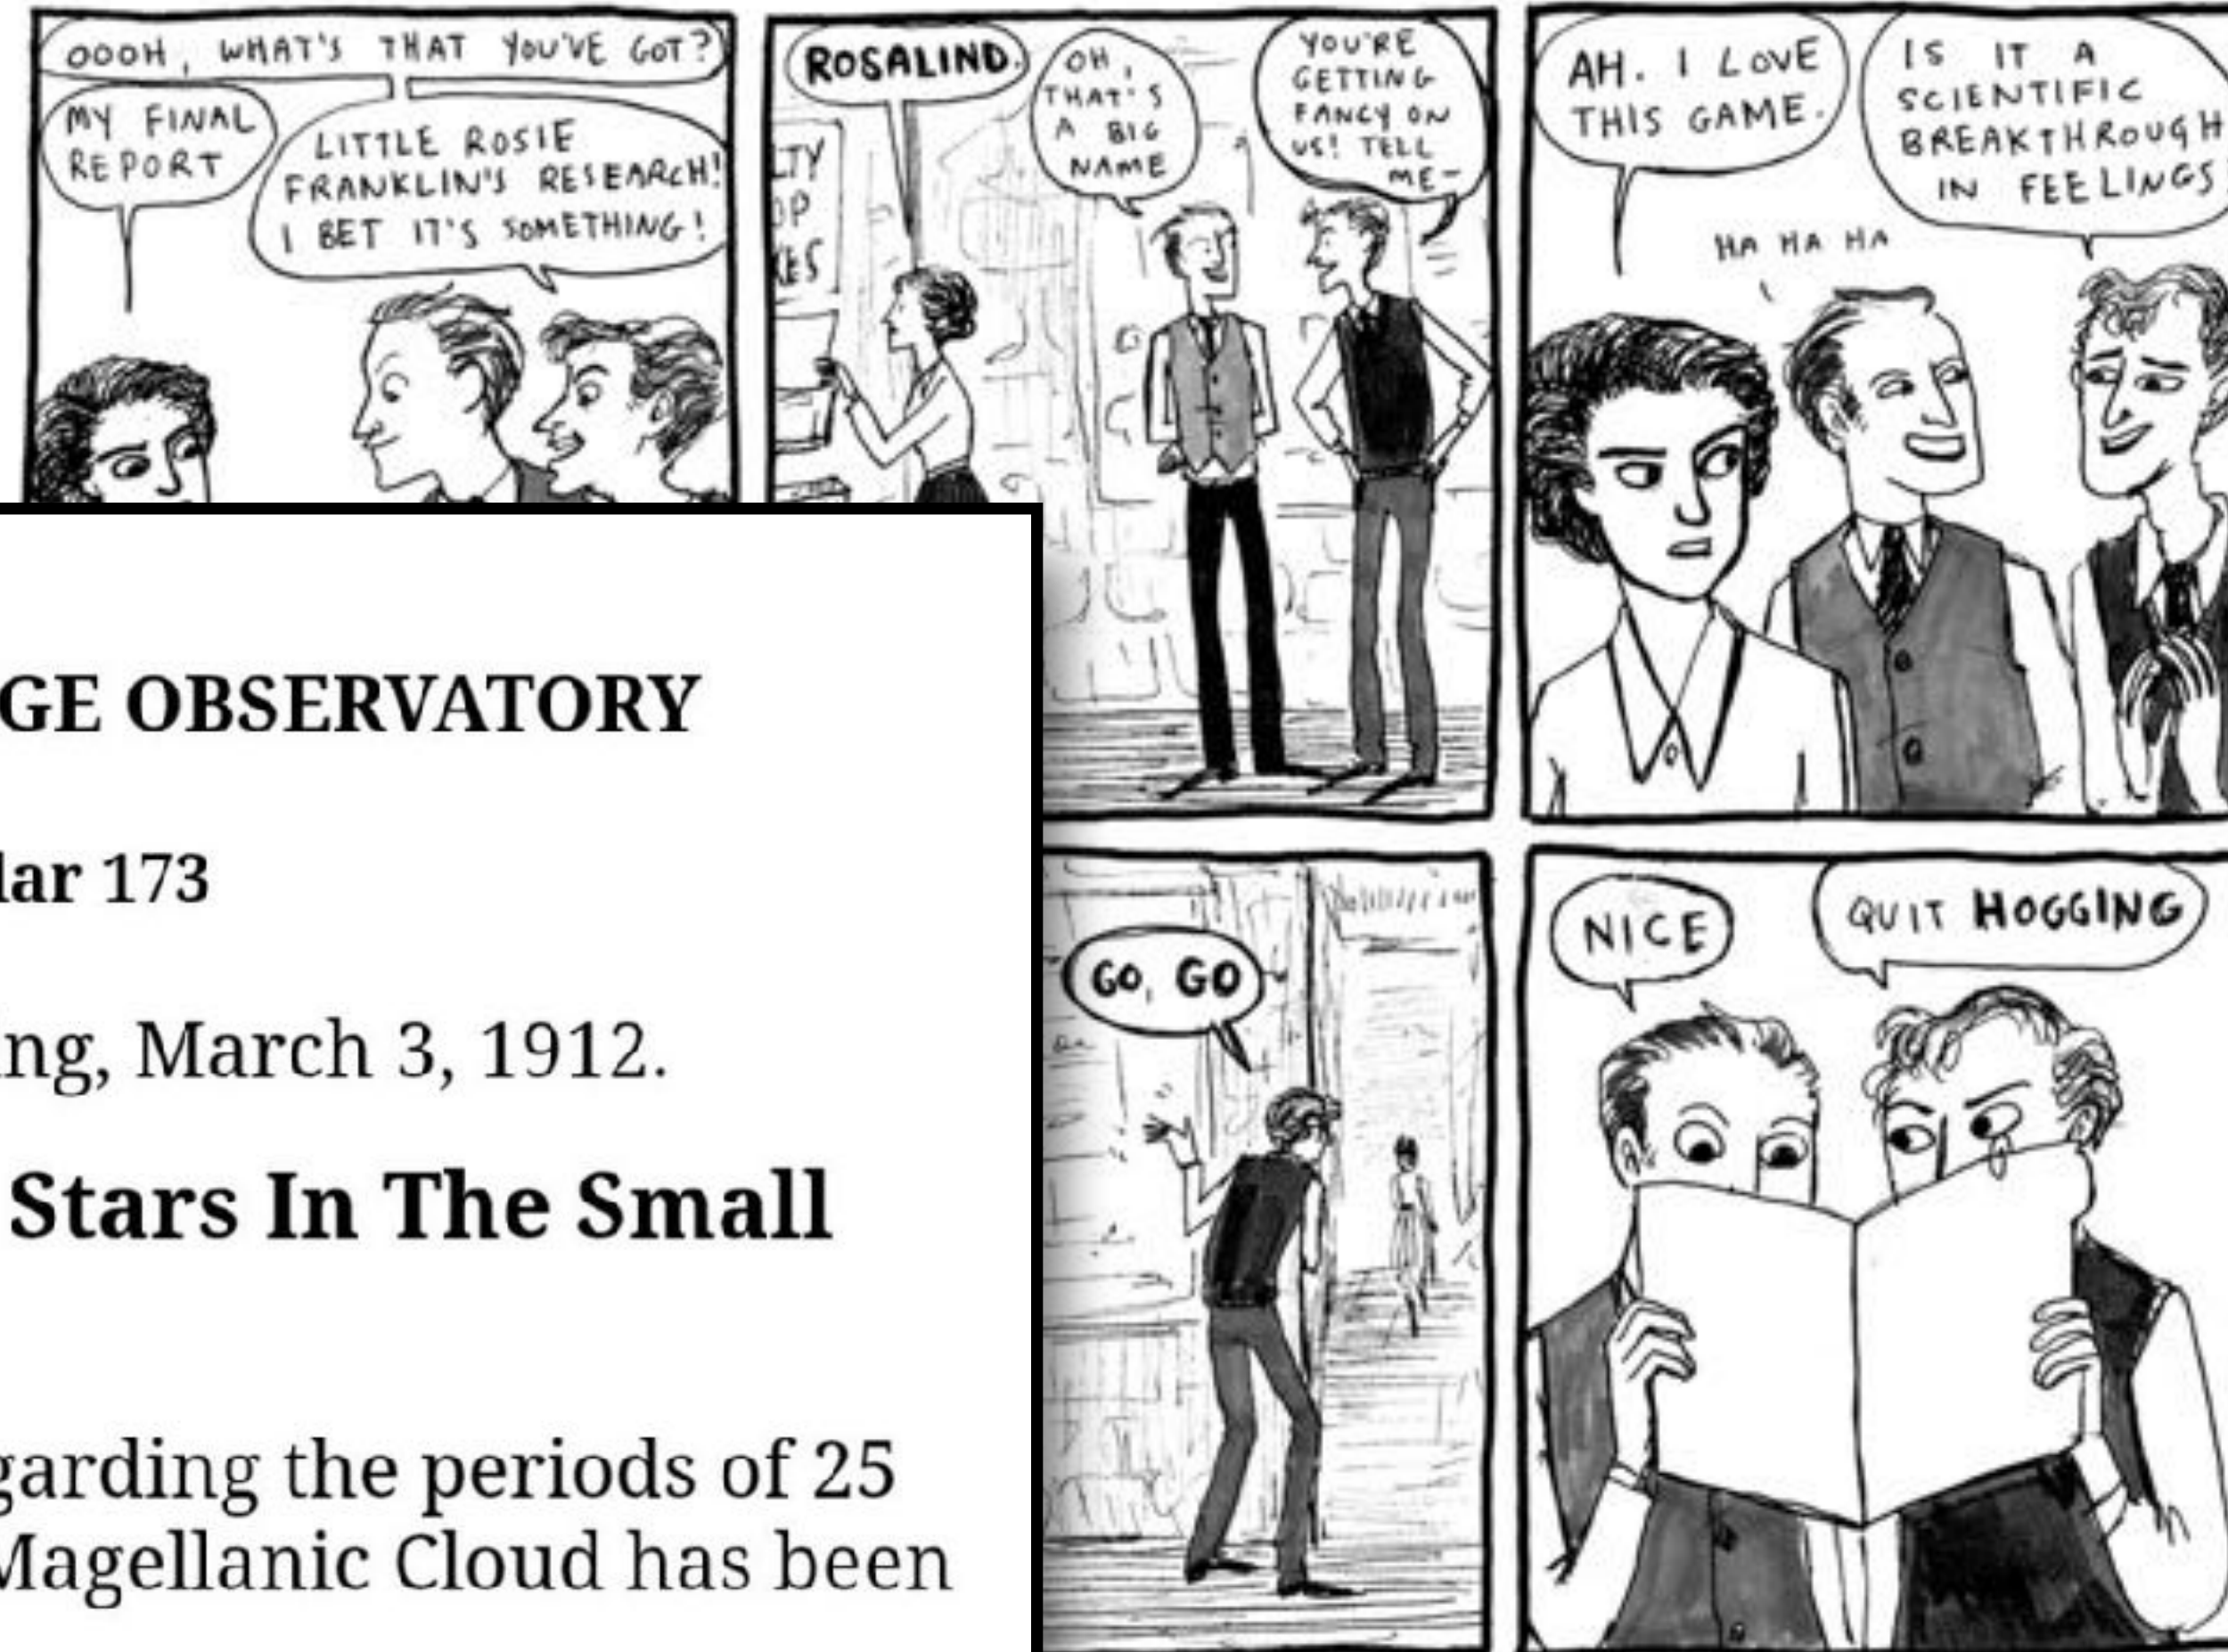 OOOH, WHAT'S THAT YOU'VE GOT?
MY FINAL
REPORT
LITTLE ROSIE
FRANKLIN'S RESEARCH!
I BET IT'S SOMETHING!
ROSALIND.
OH,
THAT'S
A BIG
NAME
YOU'RE
GETTING
FANCY ON
US! TELL
ME-
LTY
OP
KES
AH. I LOVE
THIS GAME.
IS IT A
SCIENTIFIC
BREAKTHROUGH
IN FEELINGS
HA HA HA
GO, GO
NICE
QUIT HOGGING
GE OBSERVATORY
lar 173
ng, March 3, 1912.
Stars In The Small
garding the periods of 25
Magellanic Cloud has been